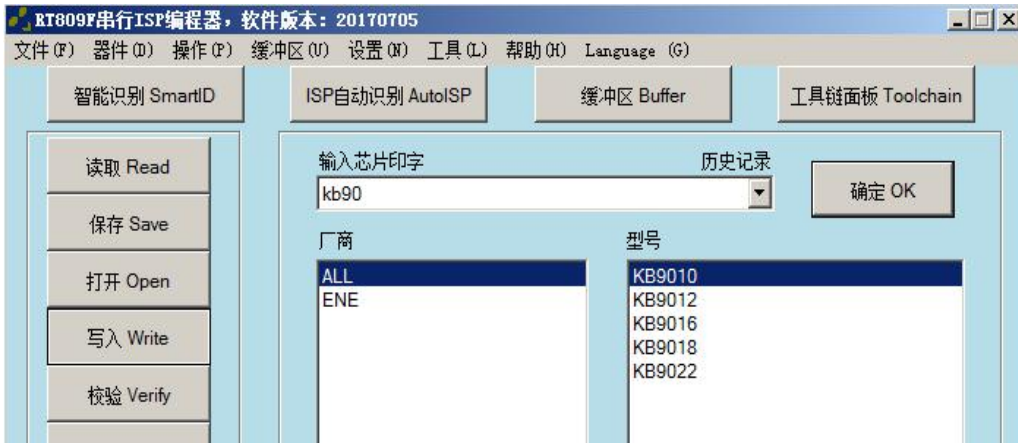 RT809F串行ISP编程器，软件版本：20170705
文件(F) 器件(D) 操作(P) 缓冲区(U) 设置(N) 工具(L) 帮助(H) Language (G)
智能识别 SmartID ISP自动识别 AutoISP 缓冲区 Buffer 工具链面板 Toolchain
读取 Read
保存 Save
打开 Open
写入 Write
校验 Verify
输入芯片印字 历史记录
kb90
确定 OK
厂商
ALL
ENE
型号
KB9010
KB9012
KB9016
KB9018
KB9022